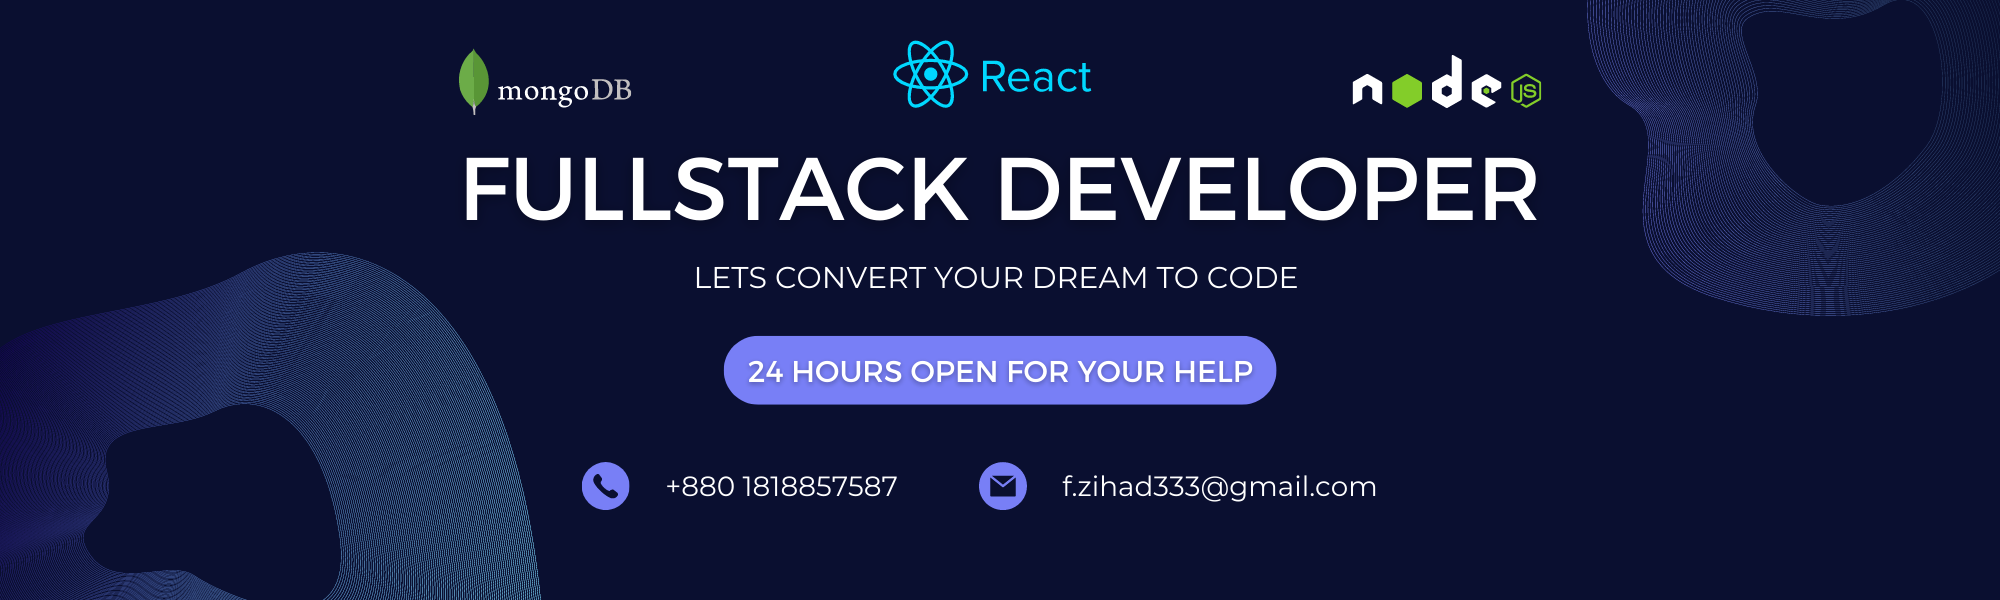 mongoDB
React
node JS
FULLSTACK DEVELOPER
LETS CONVERT YOUR DREAM TO CODE
24 HOURS OPEN FOR YOUR HELP
+880 1818857587
f.zihad333@gmail.com